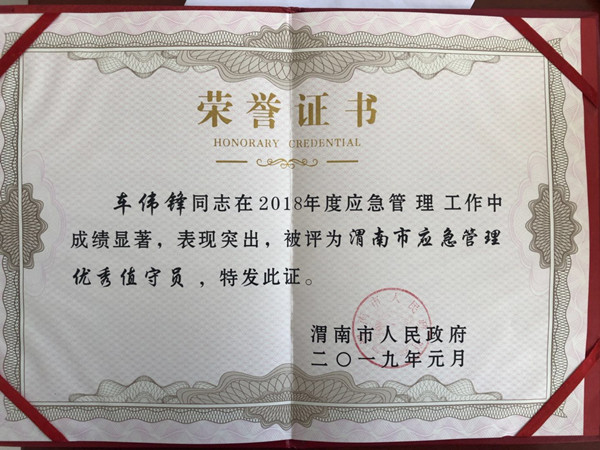 荣誉证书
HONORARY CREDENTIAL
车伟锋同志在2018年度应急管理工作中
成绩显著，表现突出，被评为渭南市应急管理
优秀值守员，特发此证。
渭南市人民政府
二〇一九年元月